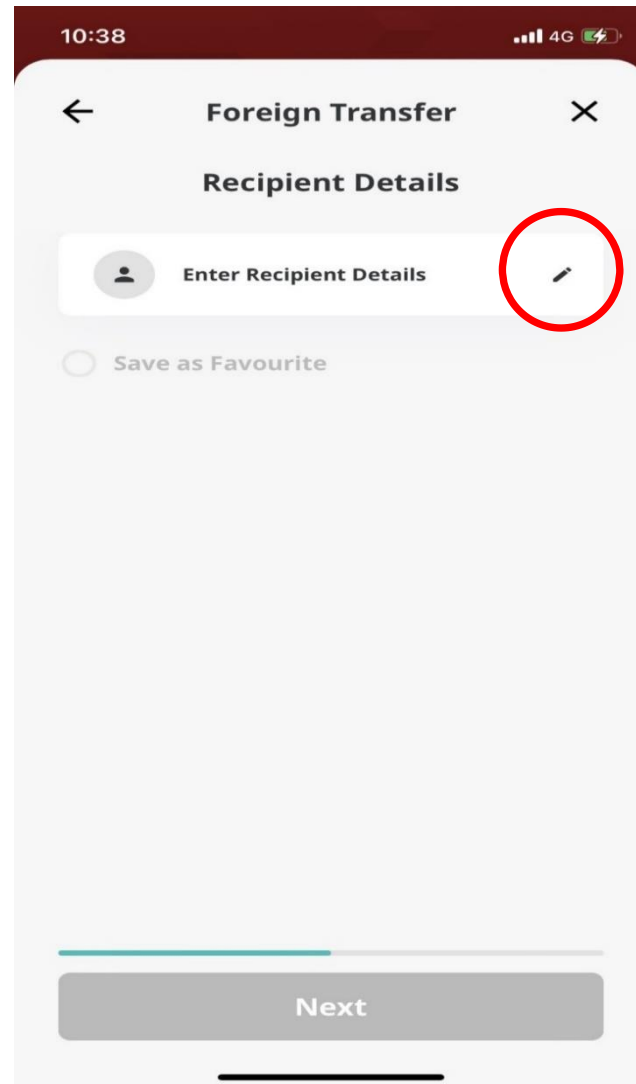 10:38
4G
Foreign Transfer
Recipient Details
Enter Recipient Details
Save as Favourite
Next